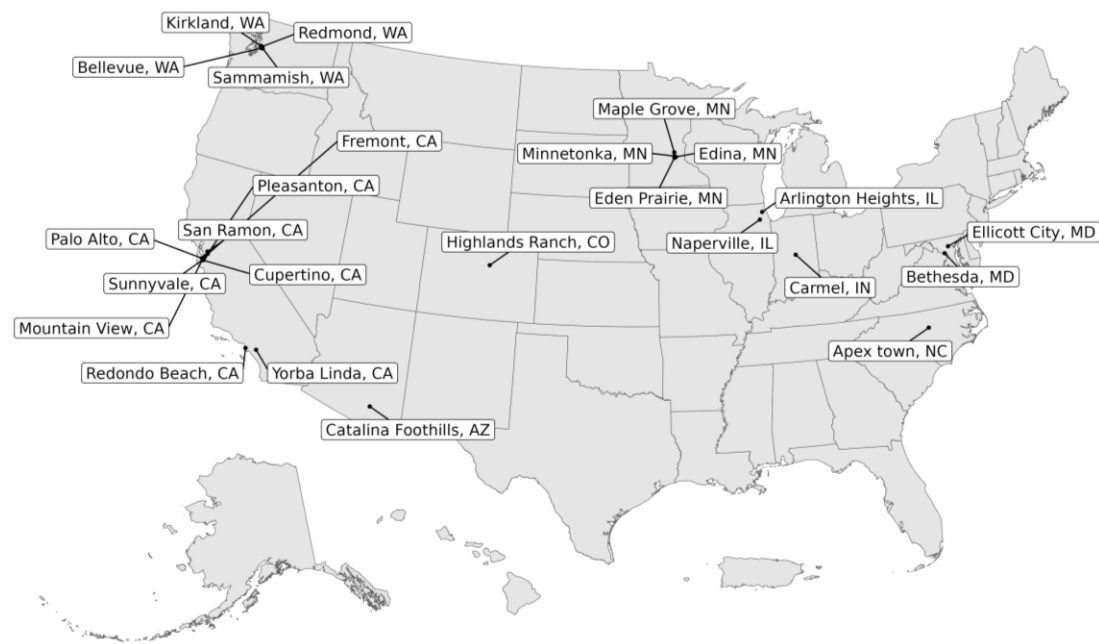 Kirkland, WA
Redmond, WA
Bellevue, WA
Sammamish, WA
Maple Grove, MN
Fremont, CA
Minnetonka, MN
Edina, MN
Pleasanton, CA
Eden Prairie, MN
Arlington Heights, IL
San Ramon, CA
Palo Alto, CA
Highlands Ranch, CO
Naperville, IL
Ellicott City, MD
Cupertino, CA
Sunnyvale, CA
Carmel, IN
Bethesda, MD
Mountain View, CA
Apex town, NC
Redondo Beach, CA
Yorba Linda, CA
Catalina Foothills, AZ